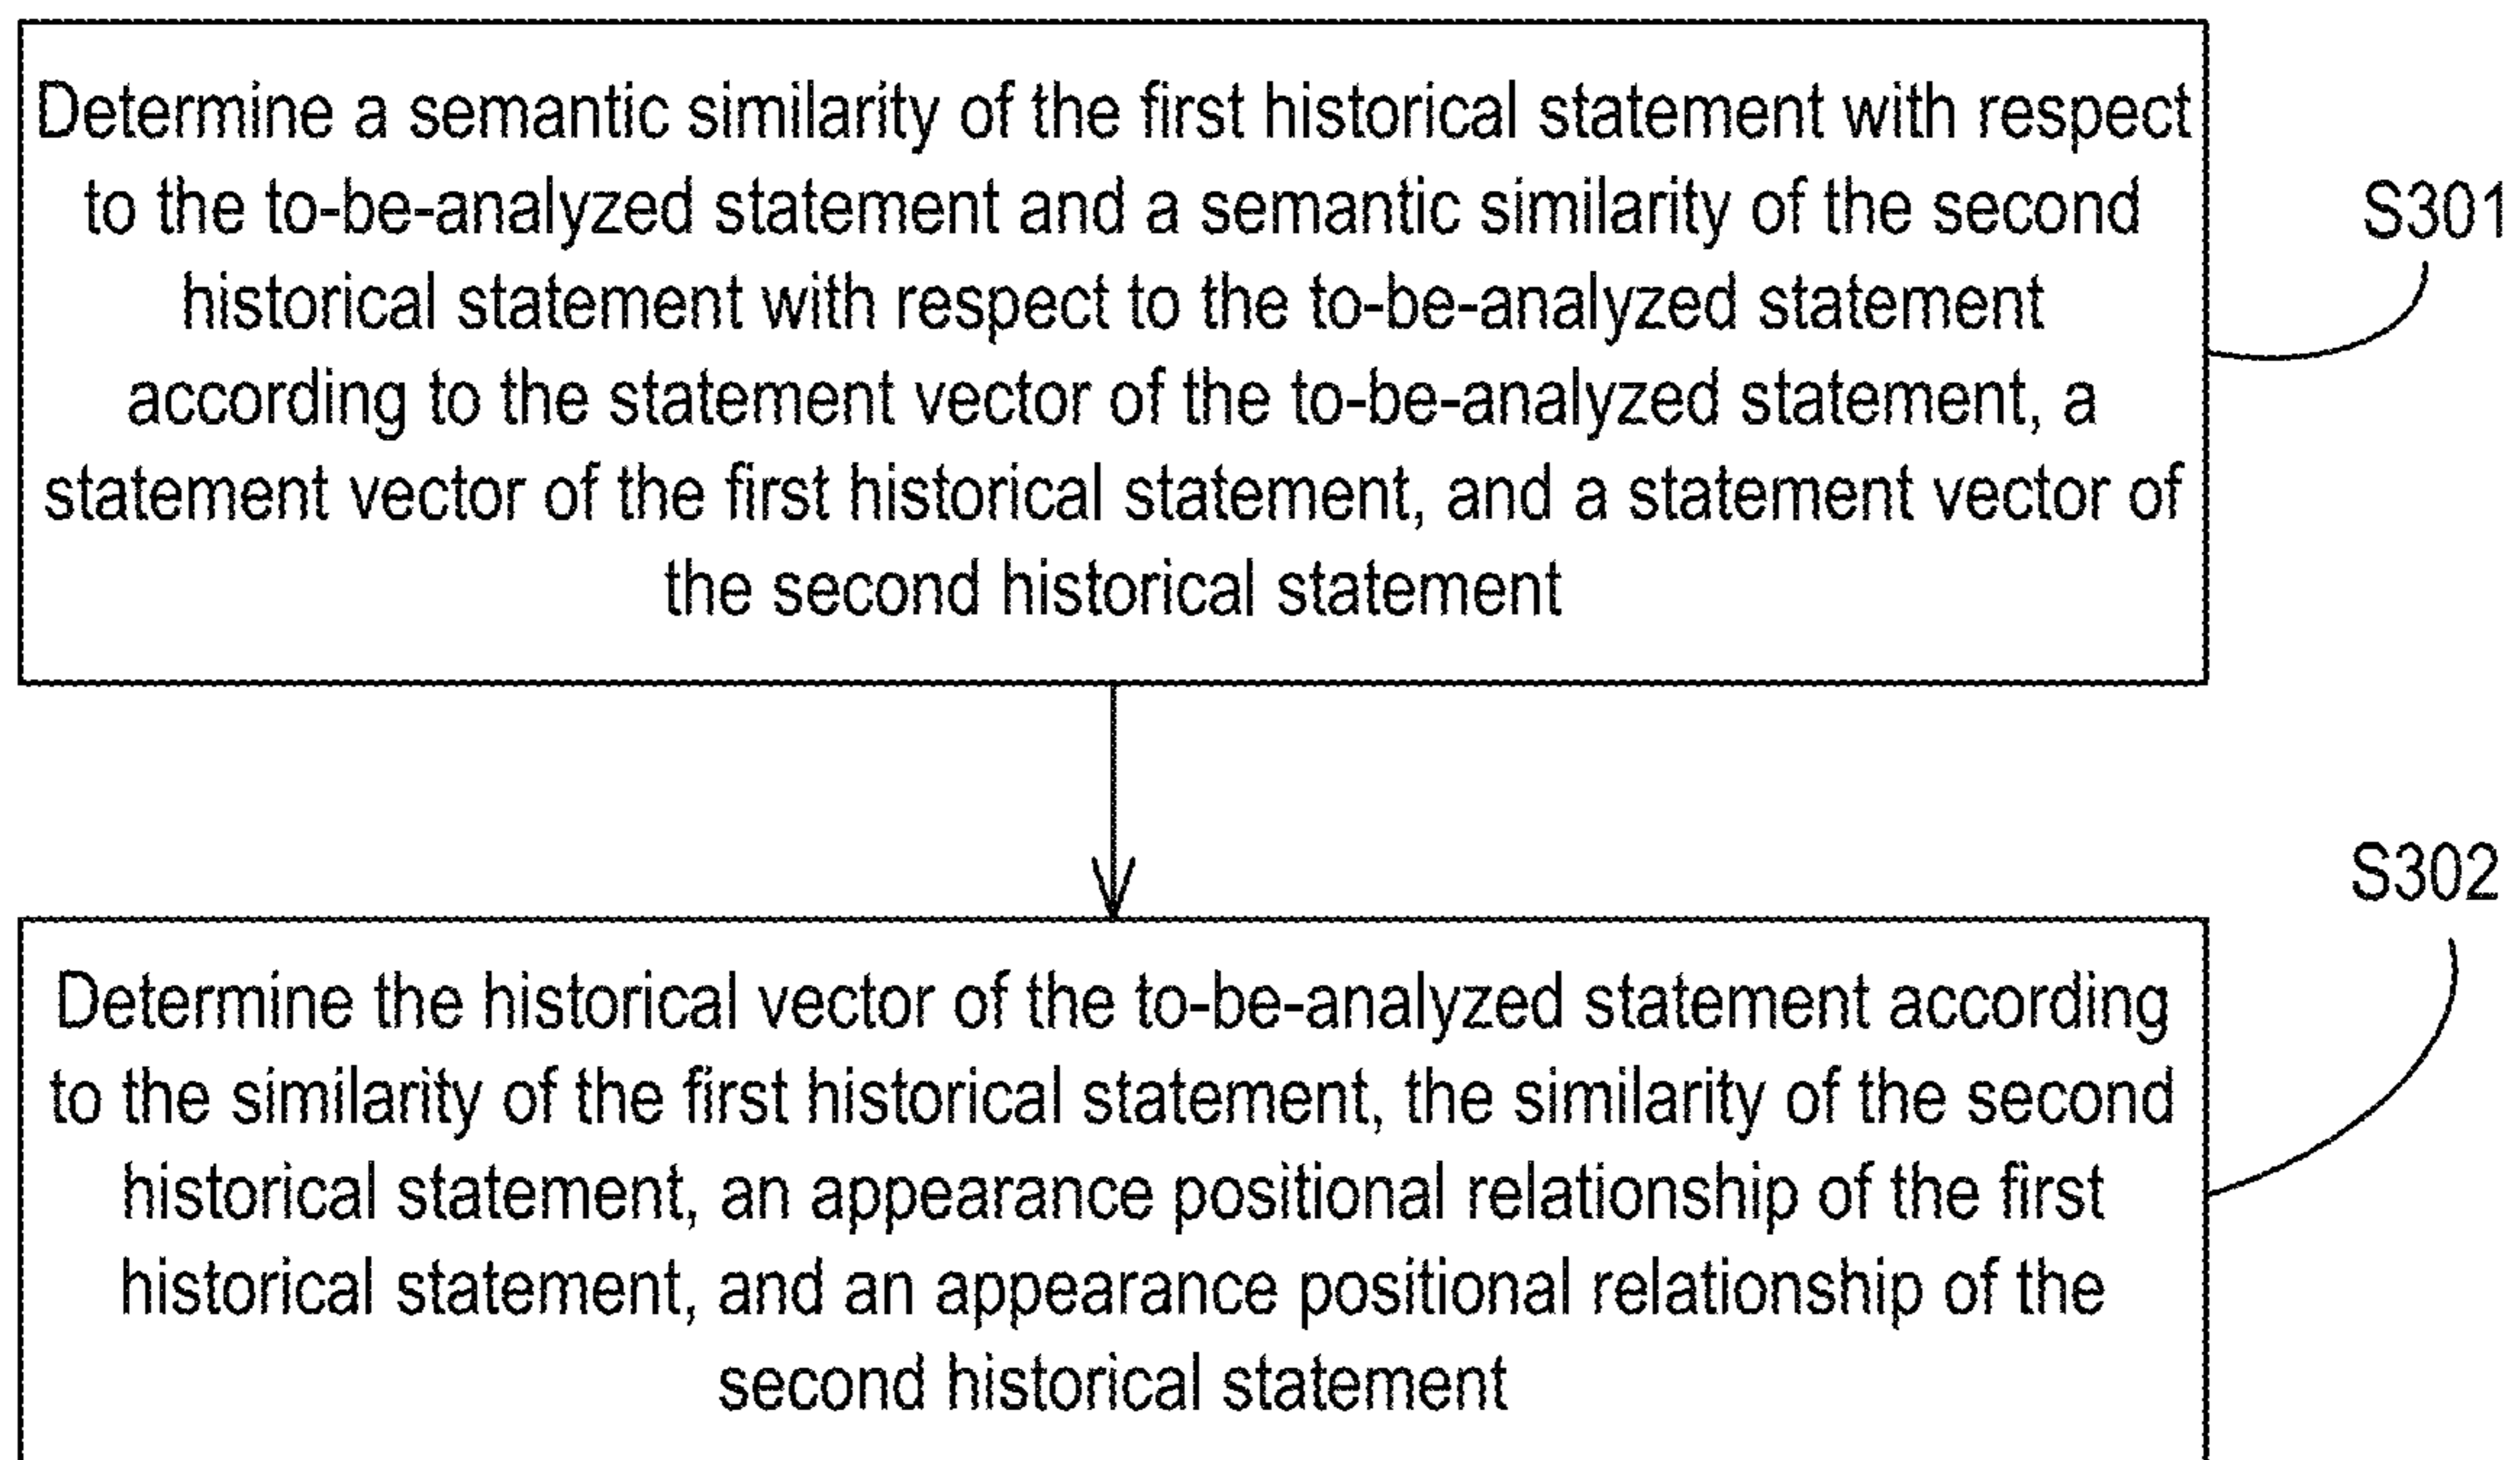 Determine a semantic similarity of the first historical statement with respect
to the to-be-analyzed statement and a semantic similarity of the second
historical statement with respect to the to-be-analyzed statement
according to the statement vector of the to-be-analyzed statement, a
statement vector of the first historical statement, and a statement vector of
the second historical statement
S301
S302
Determine the historical vector of the to-be-analyzed statement according
to the similarity of the first historical statement, the similarity of the second
historical statement, an appearance positional relationship of the first
historical statement, and an appearance positional relationship of the
second historical statement